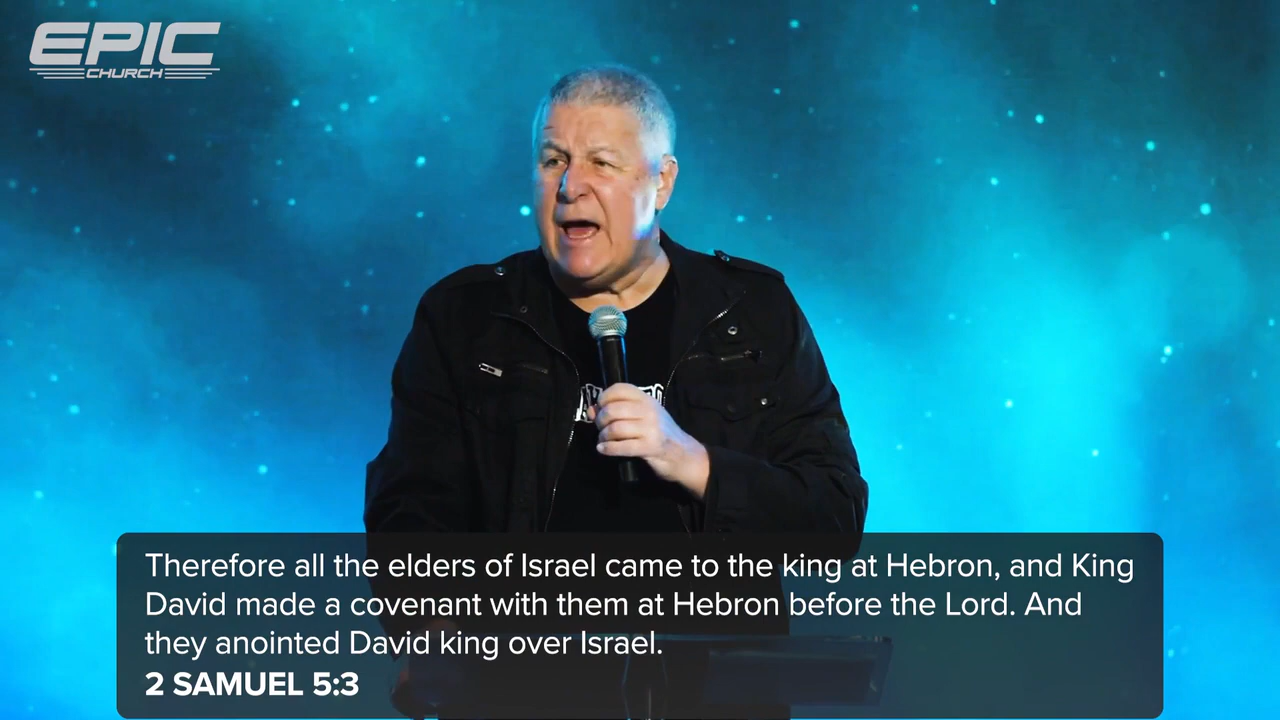 EPIC
CHURCH
Therefore all the elders of Israel came to the king at Hebron, and King
David made a covenant with them at Hebron before the Lord. And
they anointed David king over Israel.
2 SAMUEL 5:3